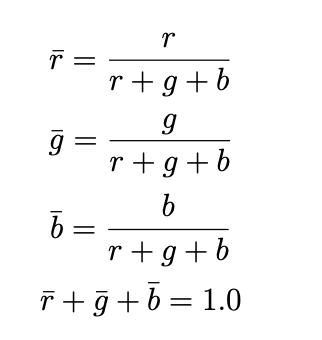 r̄ = r / (r + g + b)
ḡ = g / (r + g + b)
b̄ = b / (r + g + b)
r̄ + ḡ + b̄ = 1.0